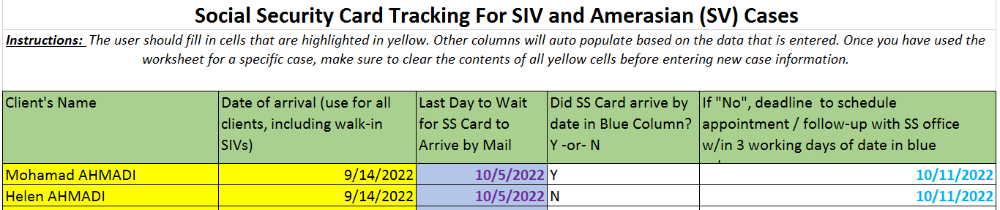 Social Security Card Tracking For SIV and Amerasian (SV) Cases
Instructions: The user should fill in cells that are highlighted in yellow. Other columns will auto populate based on the data that is entered. Once you have used the
worksheet for a specific case, make sure to clear the contents of all yellow cells before entering new case information.
Client's Name
Date of arrival (use for all
clients, including walk-in
SIVs)
Last Day to Wait
for SS Card to
Arrive by Mail
Did SS Card arrive by
date in Blue Column?
Y -or- N
If "No", deadline to schedule
appointment / follow-up with SS office
w/in 3 working days of date in blue
Mohamad AHMADI 9/14/2022 10/5/2022 Y 10/11/2022
Helen AHMADI 9/14/2022 10/5/2022 N 10/11/2022